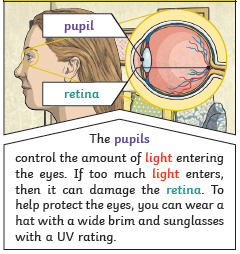 pupil
retina
The pupils
control the amount of light entering
the eyes. If too much light enters,
then it can damage the retina. To
help protect the eyes, you can wear a
hat with a wide brim and sunglasses
with a UV rating.